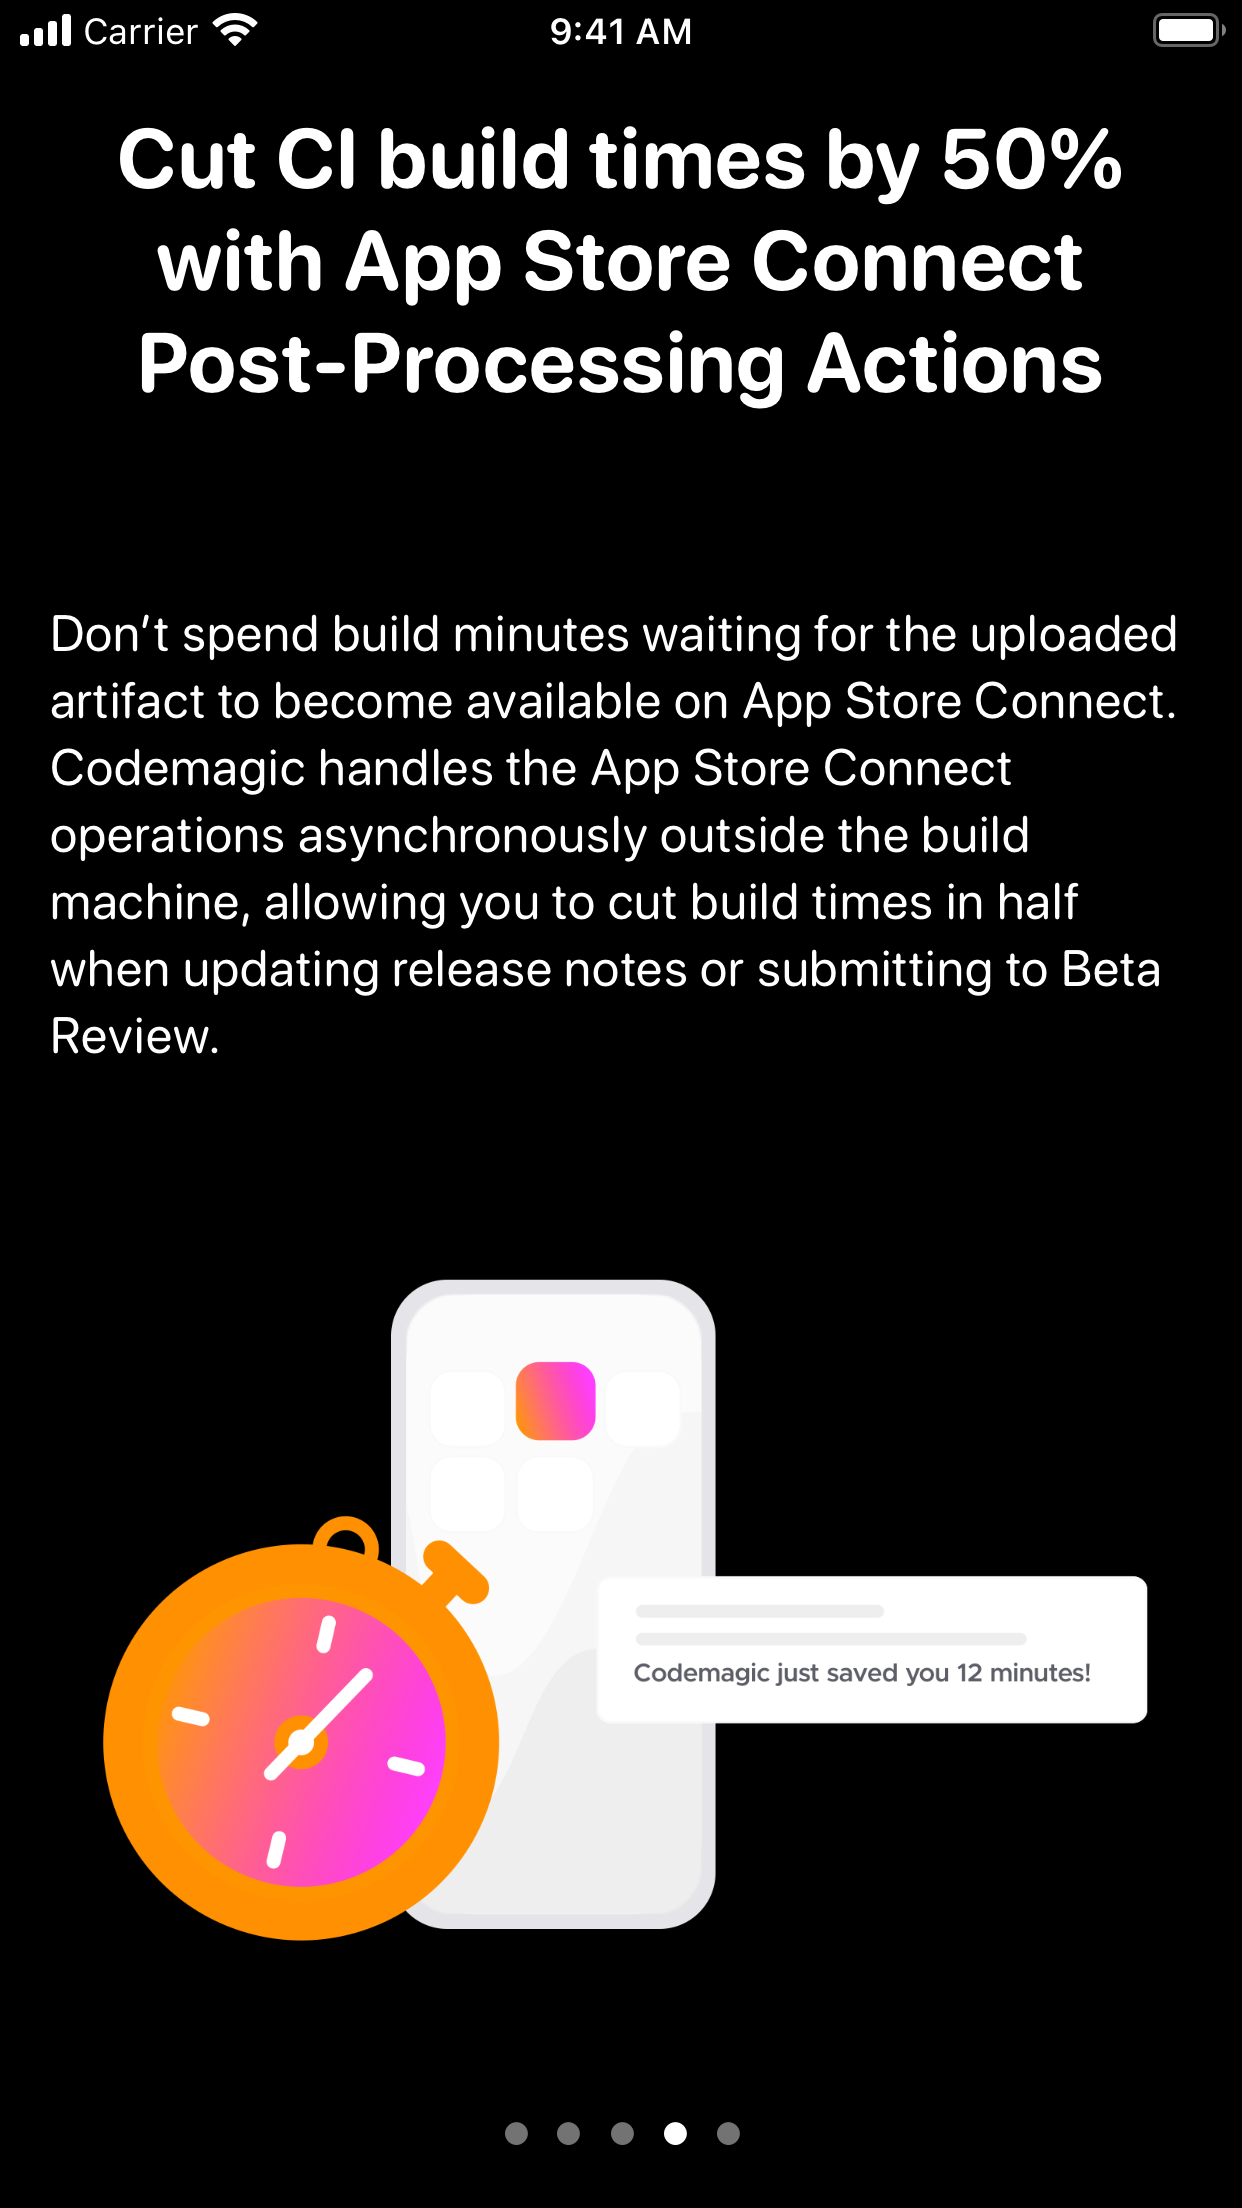 Carrier
9:41 AM
Cut CI build times by 50%
with App Store Connect
Post-Processing Actions
Don’t spend build minutes waiting for the uploaded
artifact to become available on App Store Connect.
Codemagic handles the App Store Connect
operations asynchronously outside the build
machine, allowing you to cut build times in half
when updating release notes or submitting to Beta
Review.
Codemagic just saved you 12 minutes!